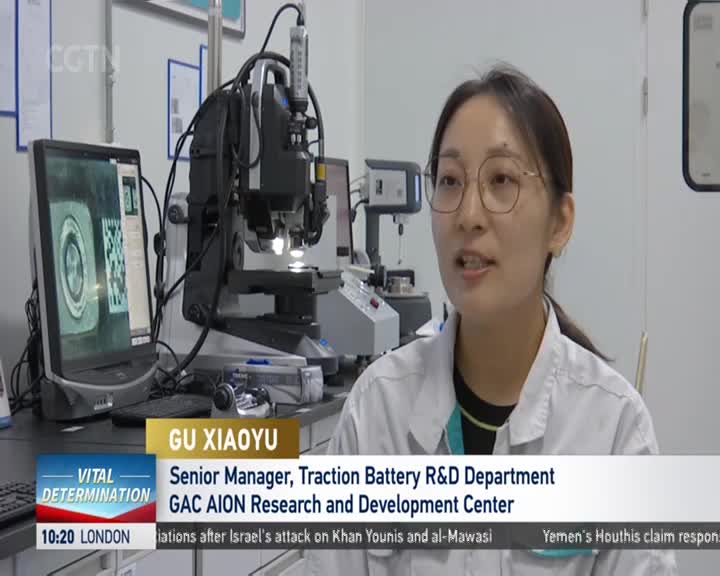 CGTN
GU XIAOYU
Senior Manager, Traction Battery R&D Department
GAC AION Research and Development Center
VITAL
DETERMINATION
10:20 LONDON
iations after Israel's attack on Khan Younis and al-Mawasi Yemen's Houthis claim respon